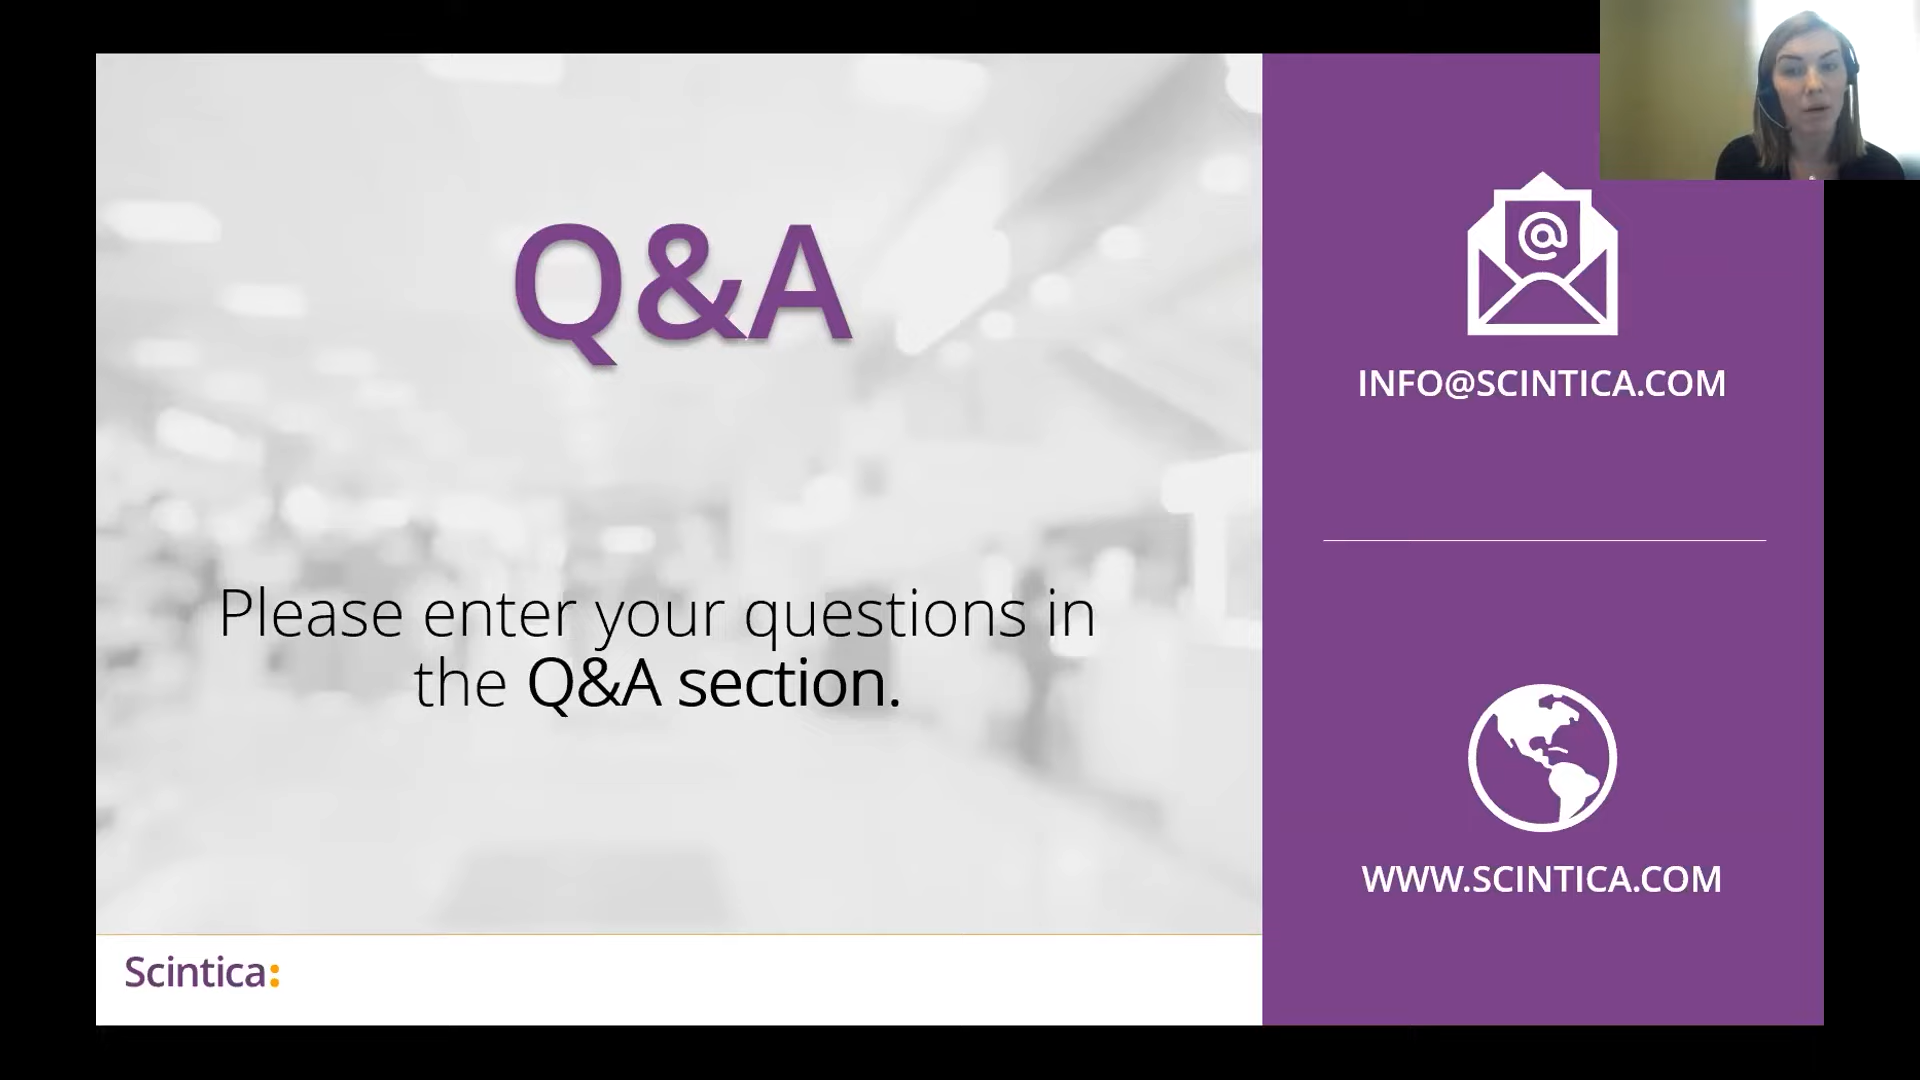 Q&A
Please enter your questions in
the Q&A section.
Scintica:
@
INFO@SCINTICA.COM
WWW.SCINTICA.COM